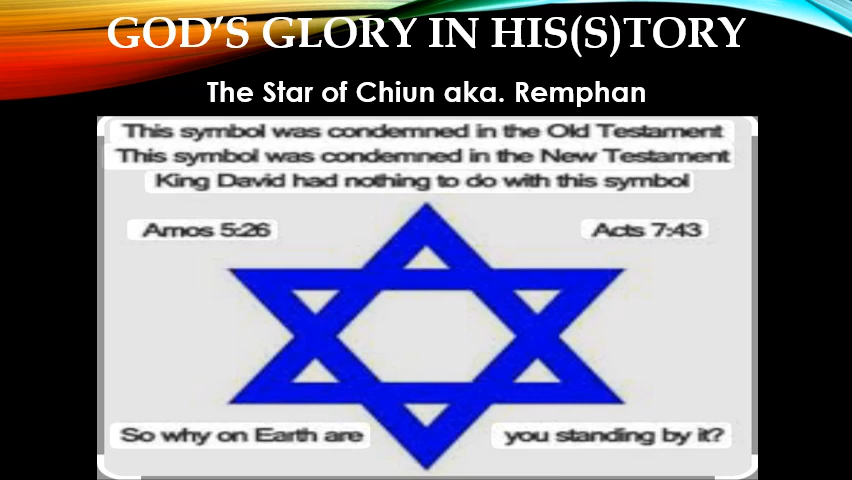 GOD'S GLORY IN HIS(S)TORY
The Star of Chiun aka. Remphan
This symbol was condemned in the Old Testament
This symbol was condemned in the New Testament
King David had nothing to do with this symbol
Amos 5:26 Acts 7:43
So why on Earth are you standing by it?